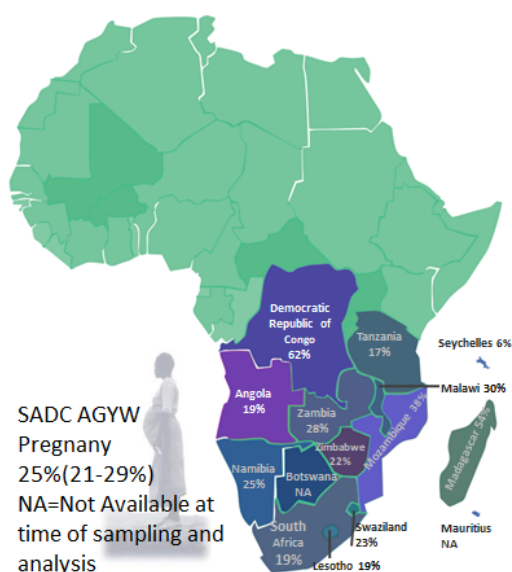 Democratic
Republic of
Congo
62%
Tanzania
17%
Seychelles 6%
Malawi 30%
Angola
19%
Zambia
28%
Mozambique 38%
Madagascar 54%
Zimbabwe
22%
Namibia
25%
Botswana
NA
South
Africa
19%
Swaziland
23%
Lesotho 19%
Mauritius
NA
SADC AGYW
Pregnany
25%(21-29%)
NA=Not Available at
time of sampling and
analysis